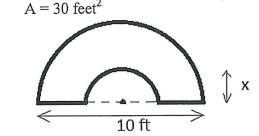 A = 30 feet²
x
10 ft